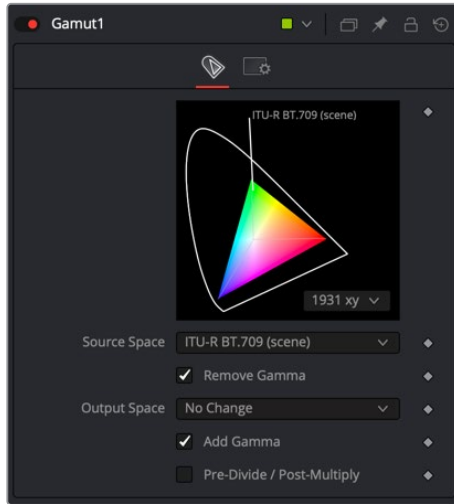 Gamut1
ITU-R BT.709 (scene)
1931 xy
Source Space ITU-R BT.709 (scene)
Remove Gamma
Output Space No Change
Add Gamma
Pre-Divide / Post-Multiply